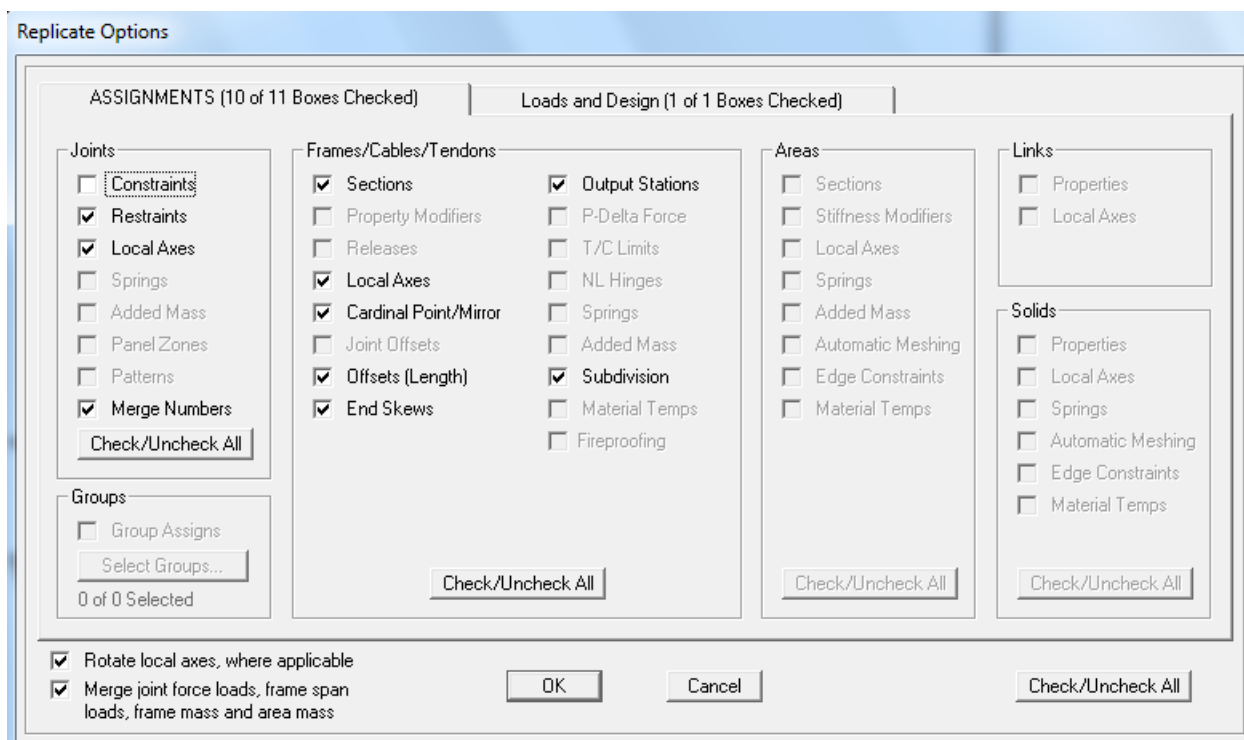 Replicate Options
ASSIGNMENTS (10 of 11 Boxes Checked)
Loads and Design (1 of 1 Boxes Checked)
Joints
Constraints
Restraints
Local Axes
Springs
Added Mass
Panel Zones
Patterns
Merge Numbers
Check/Uncheck All
Groups
Group Assigns
Select Groups...
0 of 0 Selected
Frames/Cables/Tendons
Sections
Property Modifiers
Releases
Local Axes
Cardinal Point/Mirror
Joint Offsets
Offsets (Length)
End Skews
Output Stations
P-Delta Force
T/C Limits
NL Hinges
Springs
Added Mass
Subdivision
Material Temps
Fireproofing
Check/Uncheck All
Areas
Sections
Stiffness Modifiers
Local Axes
Springs
Added Mass
Automatic Meshing
Edge Constraints
Material Temps
Check/Uncheck All
Links
Properties
Local Axes
Solids
Properties
Local Axes
Springs
Automatic Meshing
Edge Constraints
Material Temps
Check/Uncheck All
Rotate local axes, where applicable
Merge joint force loads, frame span
loads, frame mass and area mass
OK
Cancel
Check/Uncheck All